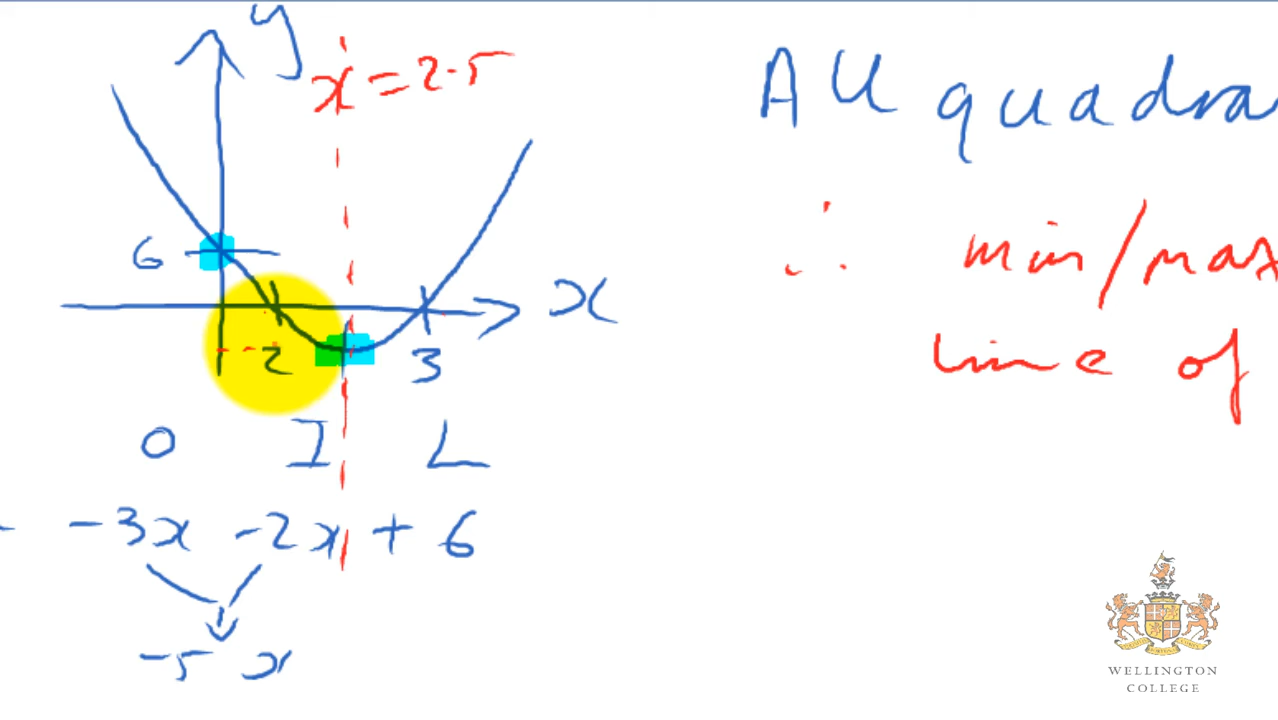 y
x = 2.5
6
x
2
3
O I L
- -3x -2x + 6
-5x
All quadra
∴ min/max
line of
WELLINGTON
COLLEGE